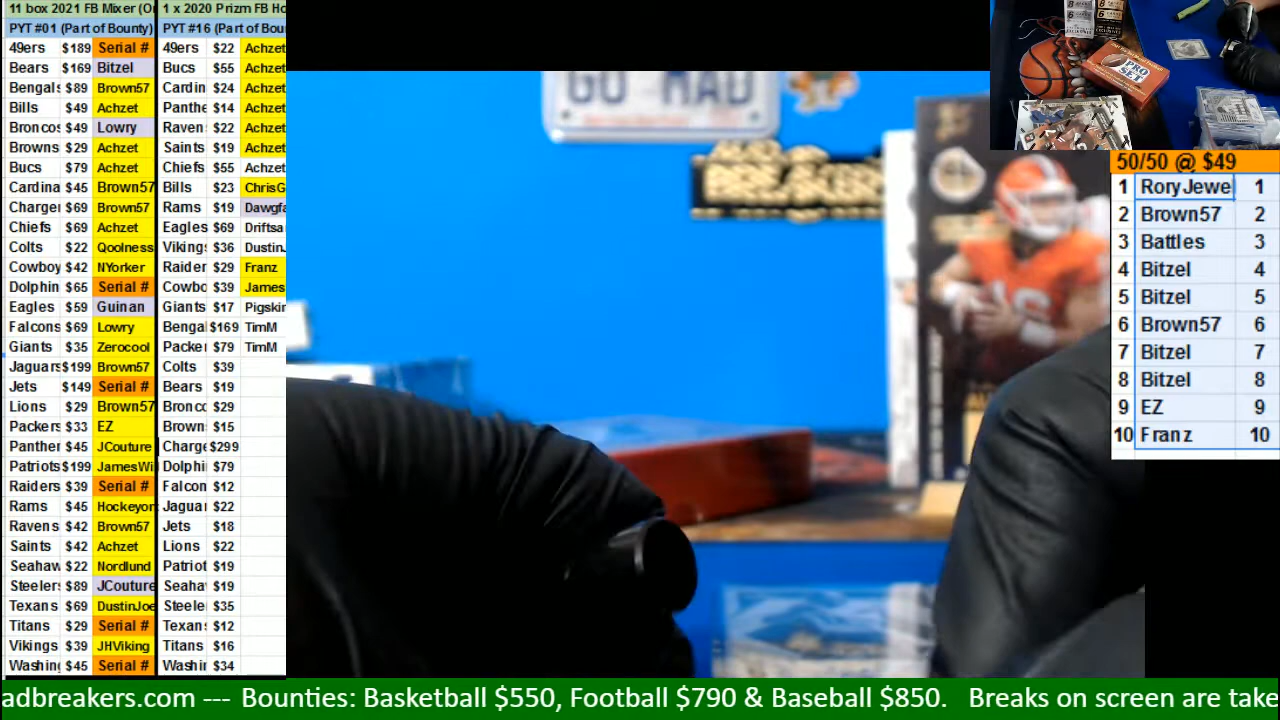 11 box 2021 FB Mixer (O
PYT #01 (Part of Bounty)
49ers $189 Serial #
Bears $169 Bitzel
Bengals $89 Brown57
Bills $49 Achzet
Broncos $49 Lowry
Browns $29 Achzet
Bucs $79 Achzet
Cardina $45 Brown57
Charge $69 Brown57
Chiefs $69 Achzet
Colts $22 Qoolness
Cowboy $42 NYorker
Dolphin $65 Serial #
Eagles $59 Guinan
Falcons $69 Lowry
Giants $35 Zerocool
Jaguars $199 Brown57
Jets $149 Serial #
Lions $29 Brown57
Packers $33 EZ
Panther $45 JCouture
Patriots $199 JamesWi
Raiders $39 Serial #
Rams $45 Hockeyon
Ravens $42 Brown57
Saints $42 Achzet
Seahaw $22 Nordlund
Steelers $89 JCouture
Texans $69 DustinJoe
Titans $29 Serial #
Vikings $39 JHViking
Washing $45 Serial #
1 x 2020 Prizm FB Ho
PYT #16 (Part of Bour
49ers $22 Achzet
Bucs $55 Achzet
Cardin $24 Achzet
Panthe $14 Achzet
Raven $22 Achzet
Saints $19 Achzet
Chiefs $55 Achzet
Bills $23 ChrisG
Rams $19 Dawgfa
Eagles $69 Driftsa
Viking $36 DustinJ
Raider $29 Franz
Cowbo $39 James
Giants $17 Pigskin
Benga $169 TimM
Packe $79 TimM
Colts $39
Bears $19
Bronco $29
Brown $15
Charge $299
Dolphi $79
Falcon $12
Jagua $22
Jets $18
Lions $22
Patriot $19
Seaha $19
Steele $35
Texan $12
Titans $16
Washi $34
GO MAD
PRO SET
50/50 @ $49
1 RoryJewel 1
2 Brown57 2
3 Battles 3
4 Bitzel 4
5 Bitzel 5
6 Brown57 6
7 Bitzel 7
8 Bitzel 8
9 EZ 9
10 Franz 10
adbreakers.com --- Bounties: Basketball $550, Football $790 & Baseball $850. Breaks on screen are take